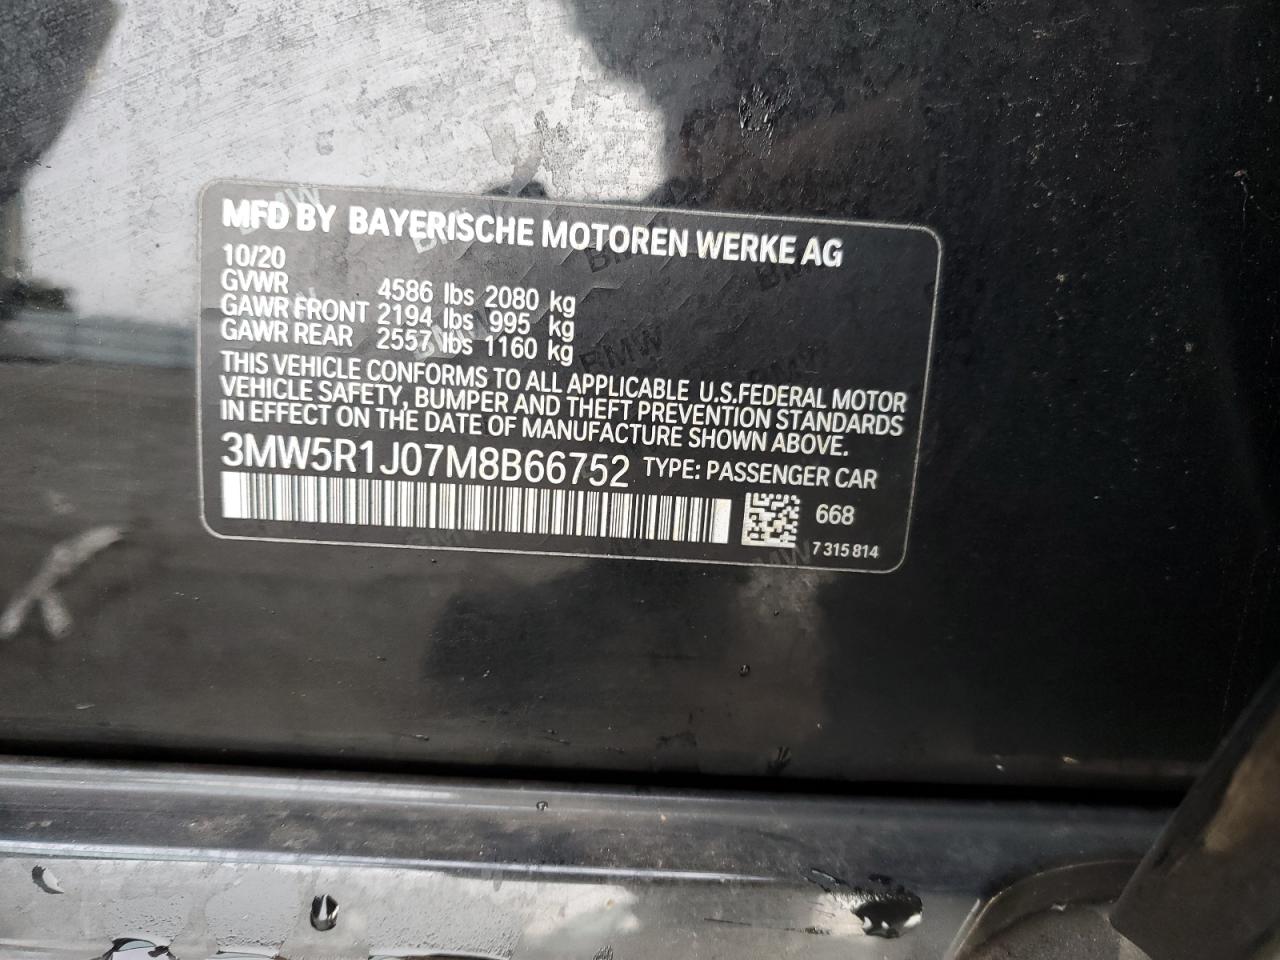 MFD BY BAYERISCHE MOTOREN WERKE AG
10/20
GVWR 4586 lbs 2080 kg
GAWR FRONT 2194 lbs 995 kg
GAWR REAR 2557 lbs 1160 kg
THIS VEHICLE CONFORMS TO ALL APPLICABLE U.S.FEDERAL MOTOR
VEHICLE SAFETY, BUMPER AND THEFT PREVENTION STANDARDS
IN EFFECT ON THE DATE OF MANUFACTURE SHOWN ABOVE.
3MW5R1J07M8B66752 TYPE: PASSENGER CAR
668
7 315 814